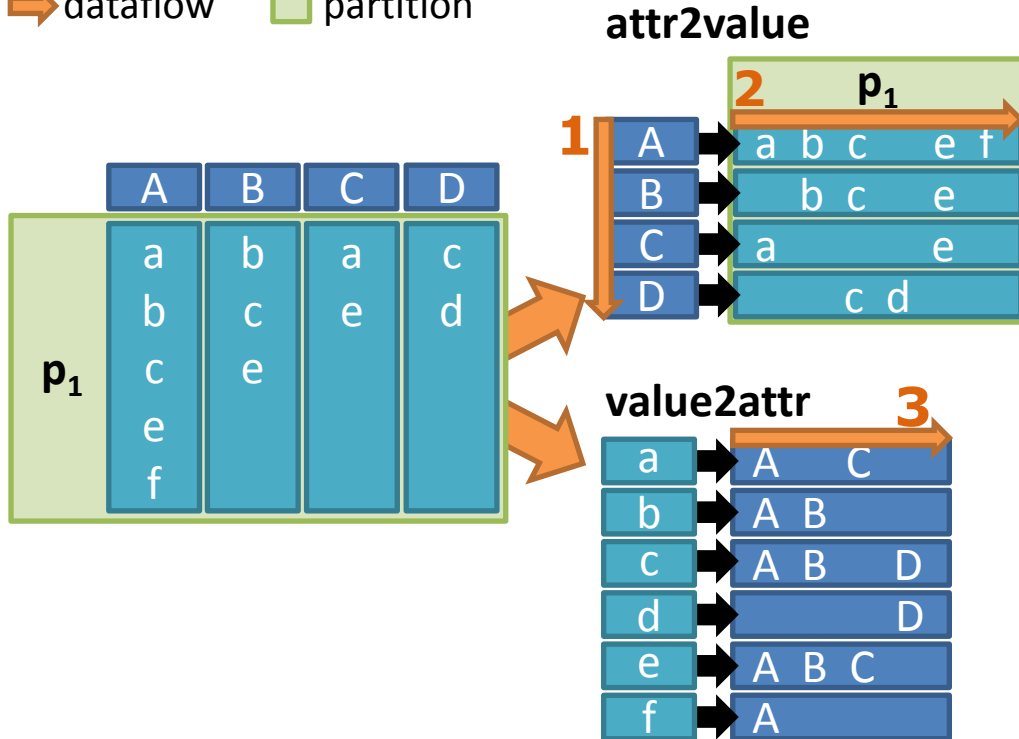 dataflow partition
attr2value
2 p1
1 A a b c e f
B b c e
C a e
D c d
A B C D
a b a c
b c e d
p1 c e
e
f
value2attr 3
a A C
b A B
c A B D
d D
e A B C
f A